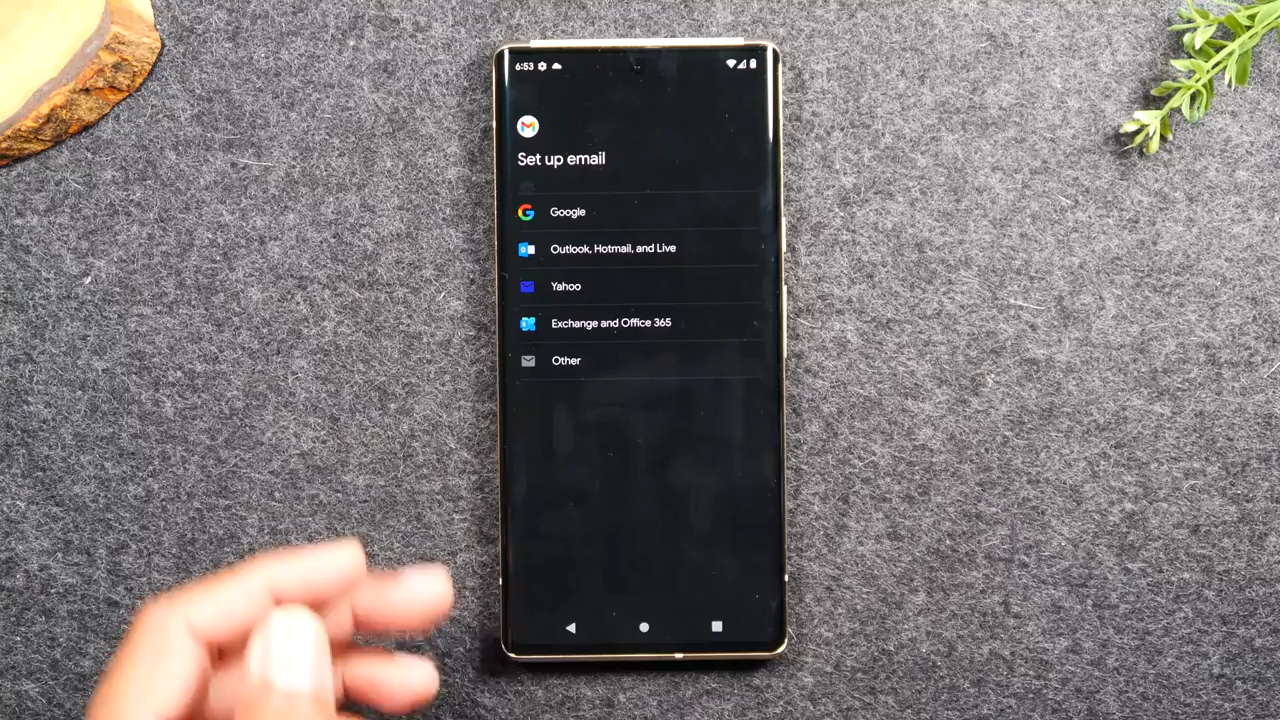 6:53
Set up email
Google
Outlook, Hotmail, and Live
Yahoo
Exchange and Office 365
Other